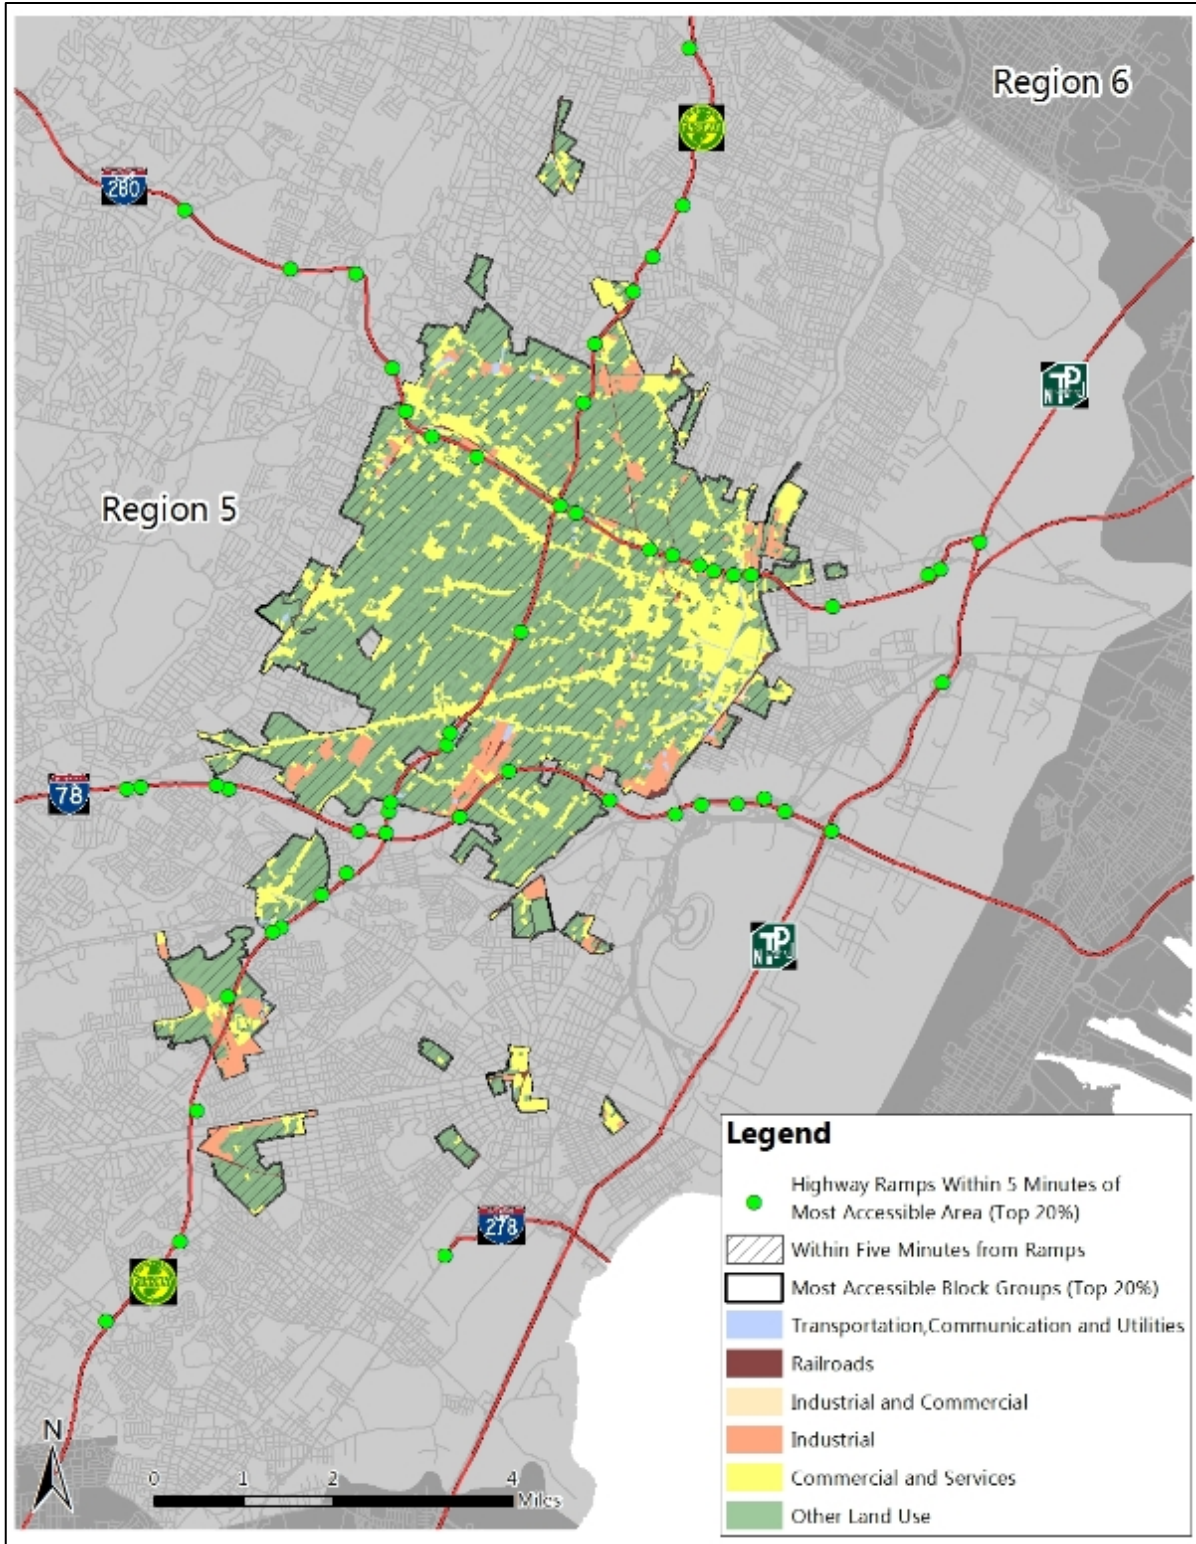 Region 6
280
TP
N
Region 5
78
TP
N
278
N
0 1 2 4
Miles
Legend
Highway Ramps Within 5 Minutes of
Most Accessible Area (Top 20%)
Within Five Minutes from Ramps
Most Accessible Block Groups (Top 20%)
Transportation,Communication and Utilities
Railroads
Industrial and Commercial
Industrial
Commercial and Services
Other Land Use